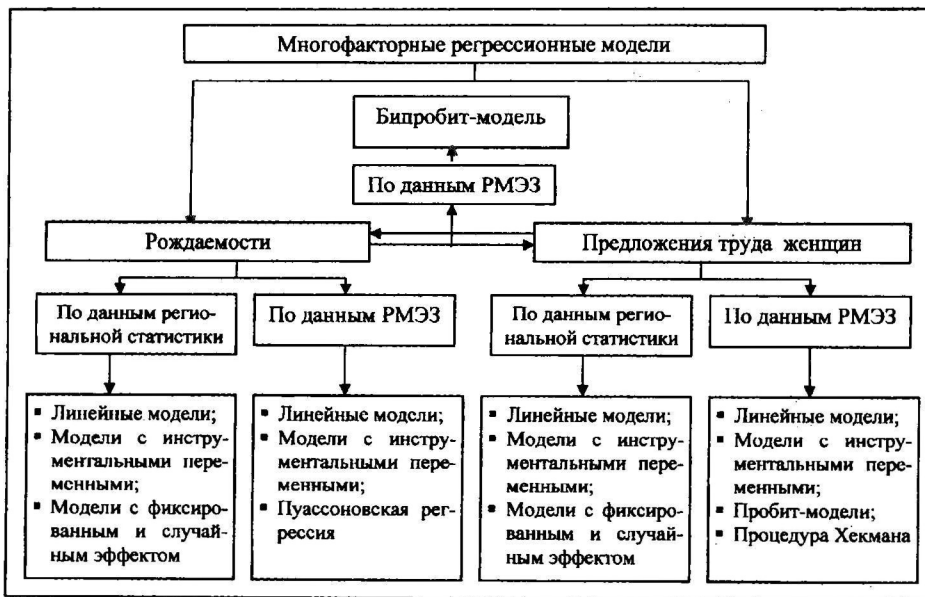 Многофакторные регрессионные модели
Бипробит-модель
По данным РМЭЗ
Рождаемости
Предложения труда женщин
По данным регио-
нальной статистики
По данным РМЭЗ
По данным регио-
нальной статистики
По данным РМЭЗ
▪ Линейные модели;
▪ Модели с инстру-
ментальными пере-
менными;
▪ Модели с фиксиро-
ванным и случай-
ным эффектом
▪ Линейные модели;
▪ Модели с инстру-
ментальными пере-
менными;
▪ Пуассоновская рег-
рессия
▪ Линейные модели;
▪ Модели с инстру-
ментальными пере-
менными;
▪ Модели с фиксиро-
ванным и случай-
ным эффектом
▪ Линейные модели;
▪ Модели с инстру-
ментальными пере-
менными;
▪ Пробит-модели;
▪ Процедура Хекмана